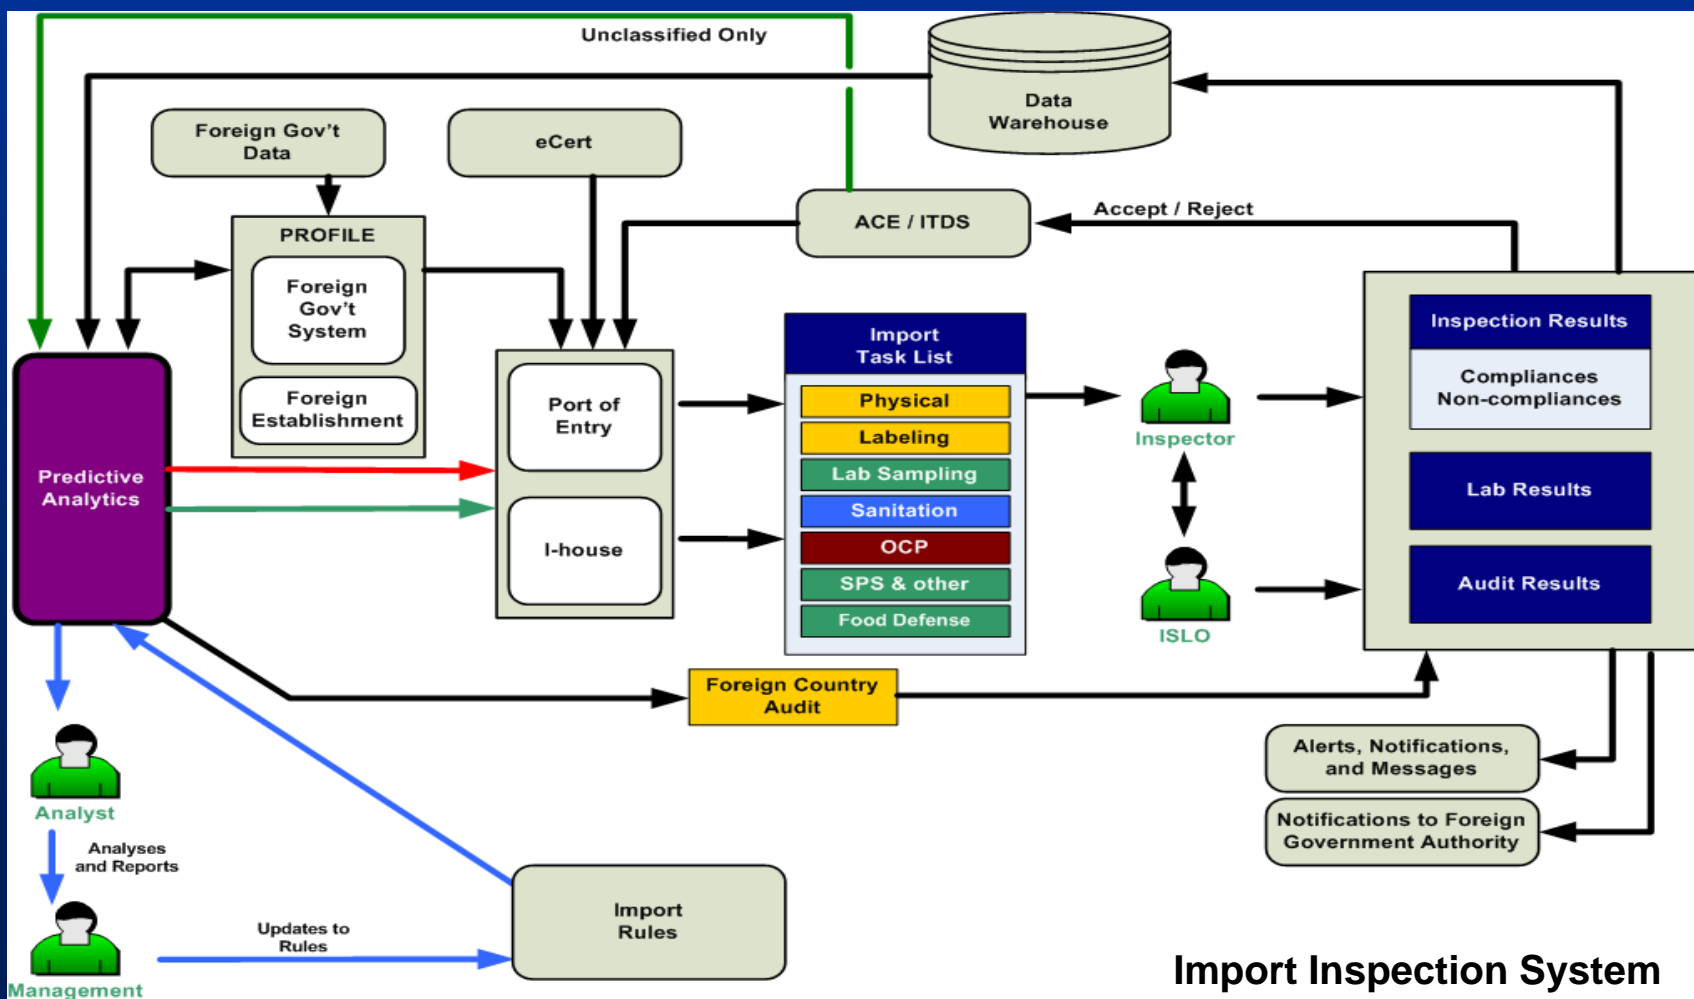 Unclassified Only
Data
Warehouse
Foreign Gov't
Data
eCert
ACE / ITDS
Accept / Reject
PROFILE
Foreign
Gov't
System
Foreign
Establishment
Predictive
Analytics
Port of
Entry
I-house
Import
Task List
Physical
Labeling
Lab Sampling
Sanitation
OCP
SPS & other
Food Defense
Inspector
ISLO
Inspection Results
Compliances
Non-compliances
Lab Results
Audit Results
Foreign Country
Audit
Alerts, Notifications,
and Messages
Notifications to Foreign
Government Authority
Analyst
Analyses
and Reports
Management
Updates to
Rules
Import
Rules
Import Inspection System